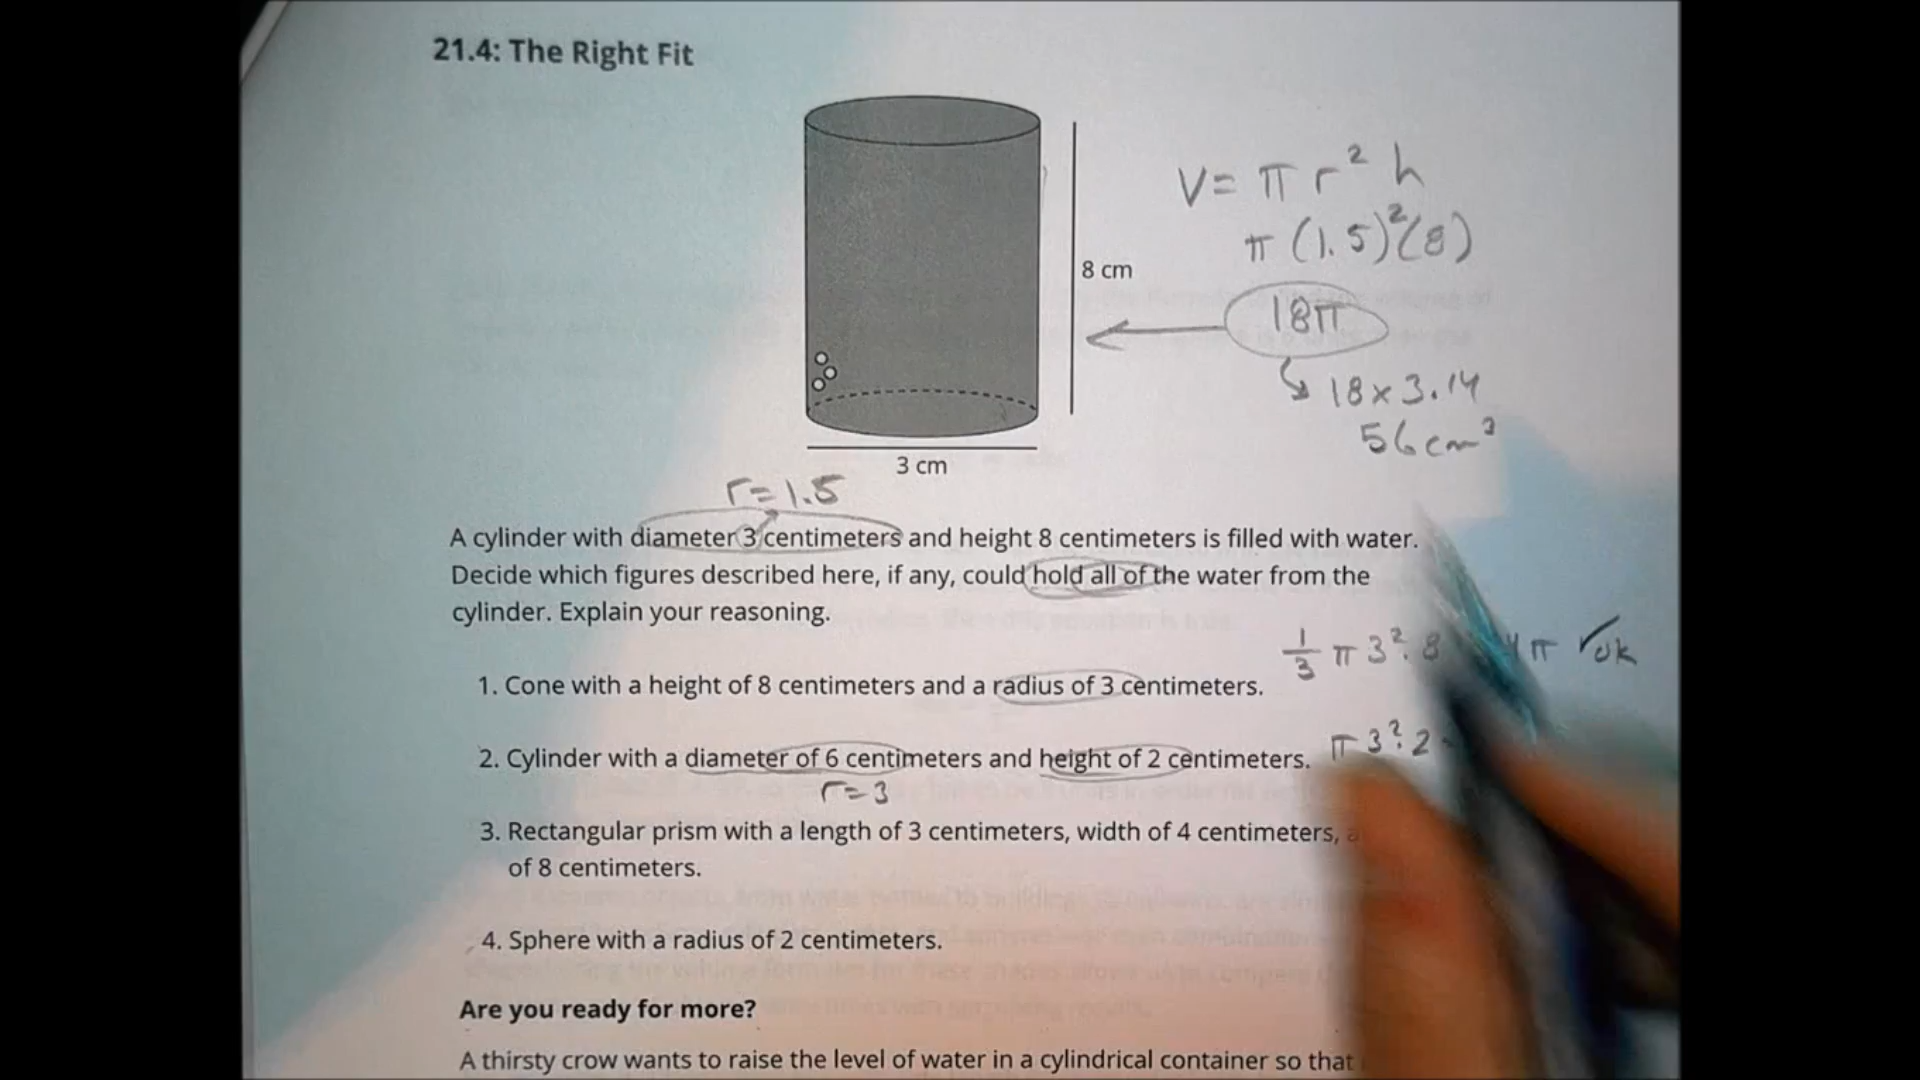 21.4: The Right Fit
V = π r² h
π (1.5)²(8)
8 cm
18π
18 x 3.14
56 cm³
3 cm
r = 1.5
A cylinder with diameter 3 centimeters and height 8 centimeters is filled with water.
Decide which figures described here, if any, could hold all of the water from the
cylinder. Explain your reasoning.
1/3 π 3² · 8 π ✓ok
1. Cone with a height of 8 centimeters and a radius of 3 centimeters.
2. Cylinder with a diameter of 6 centimeters and height of 2 centimeters. π 3² · 2
r = 3
3. Rectangular prism with a length of 3 centimeters, width of 4 centimeters,
of 8 centimeters.
4. Sphere with a radius of 2 centimeters.
Are you ready for more?
A thirsty crow wants to raise the level of water in a cylindrical container so that